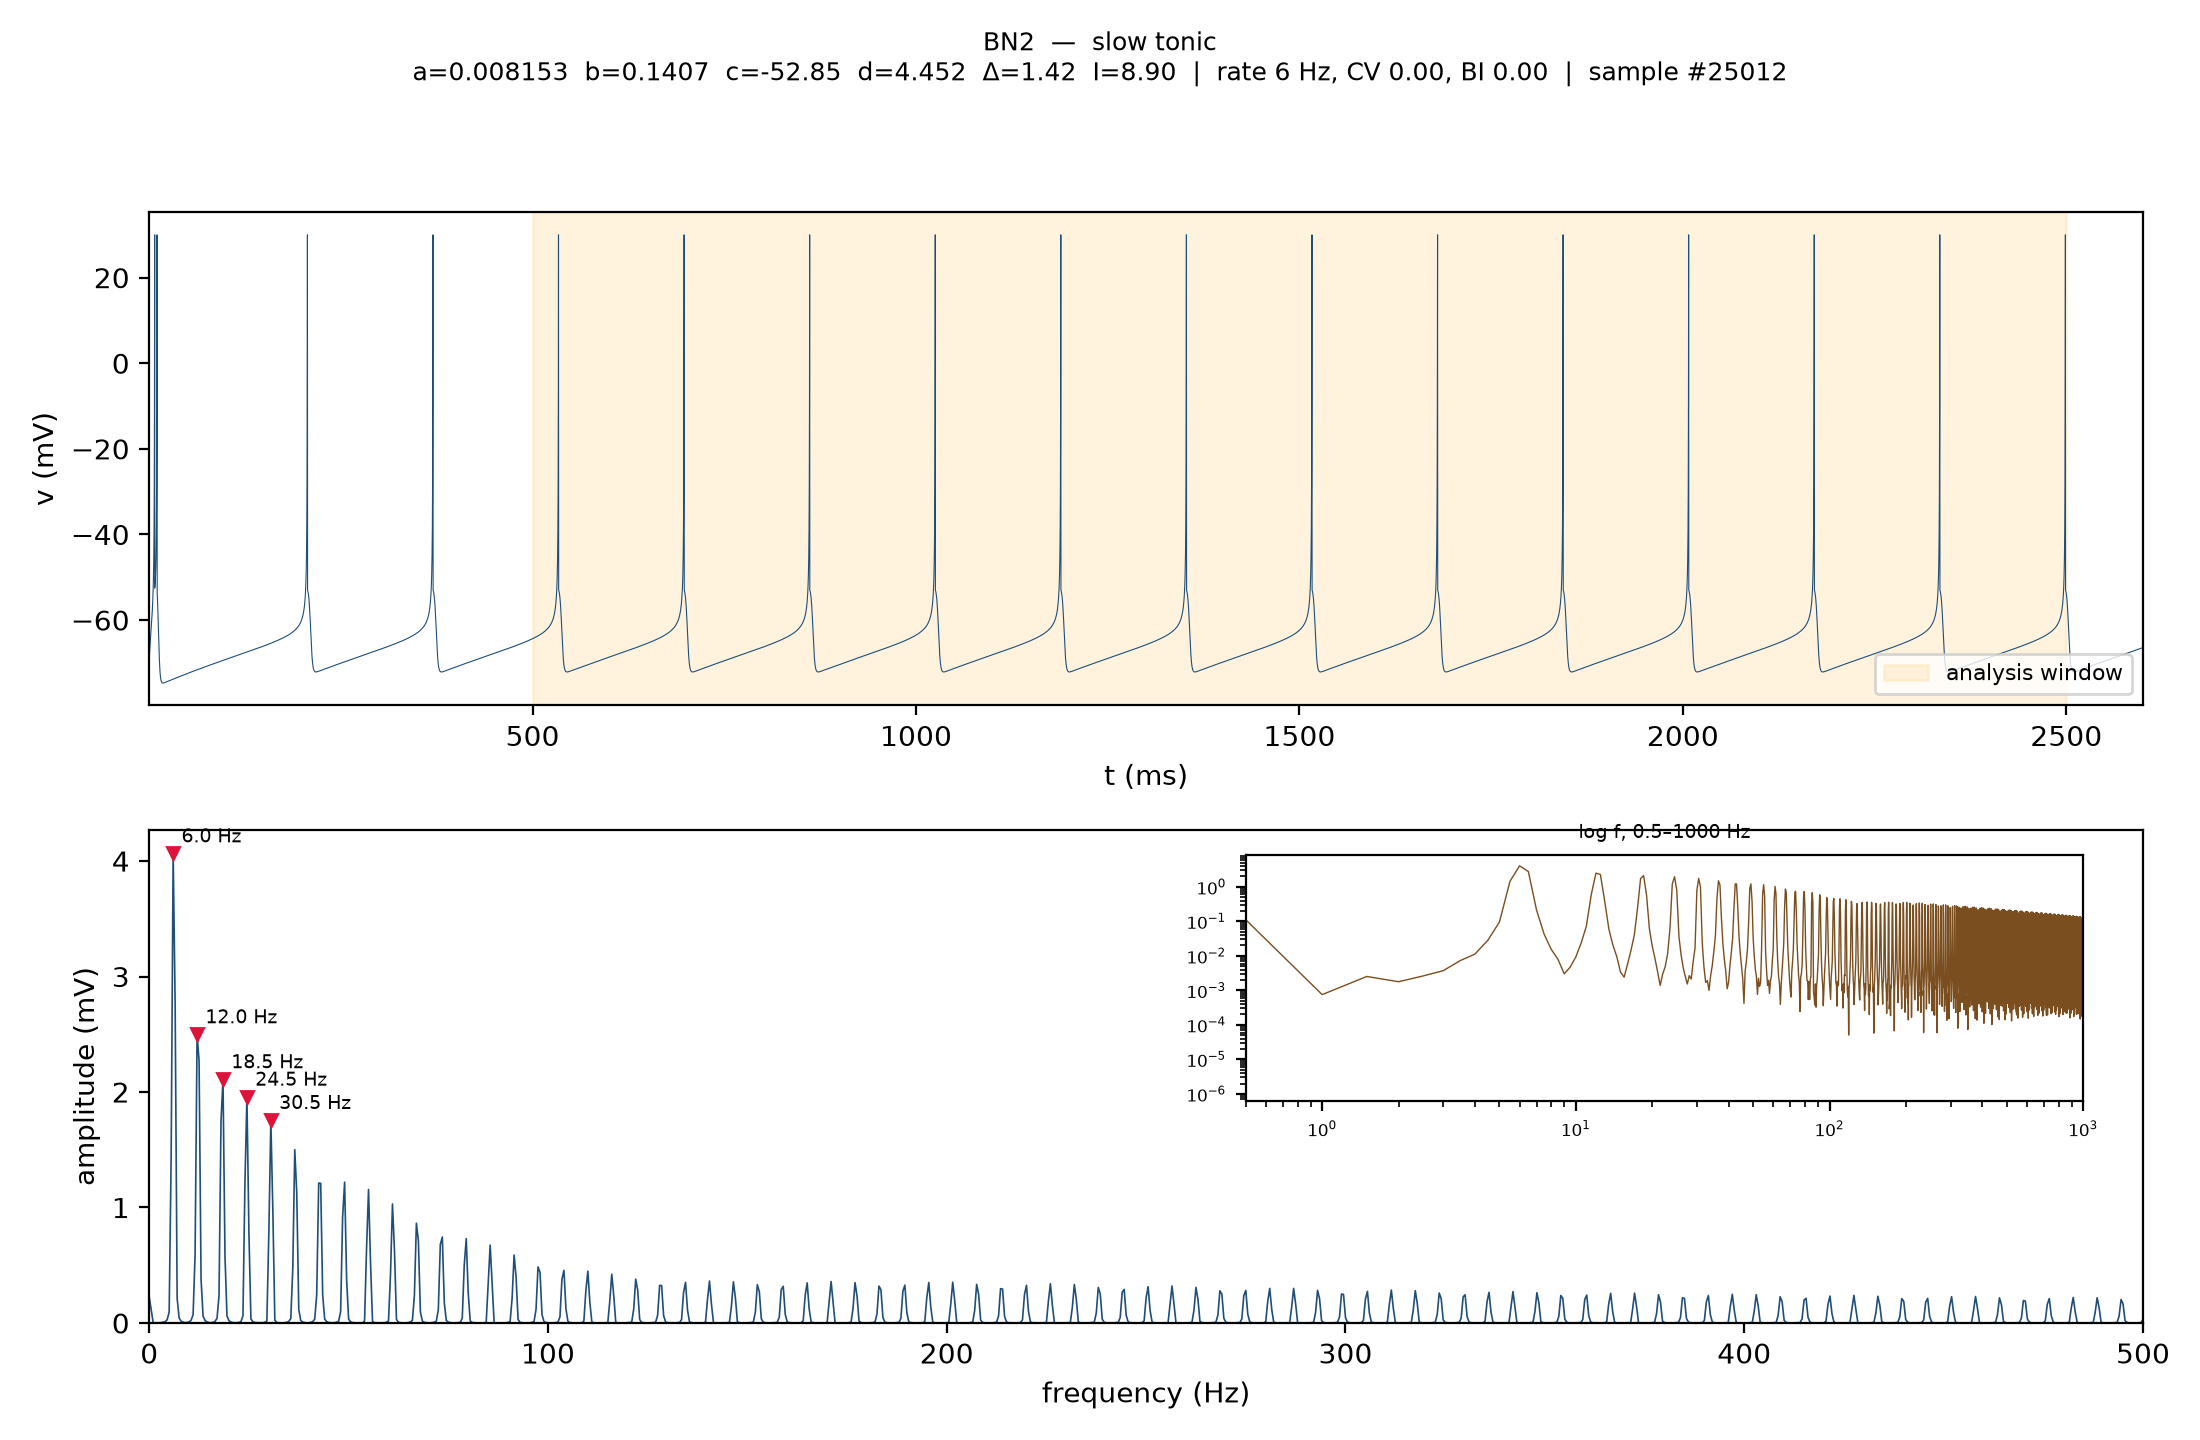 BN2 — slow tonic
a=0.008153 b=0.1407 c=-52.85 d=4.452 Δ=1.42 I=8.90 | rate 6 Hz, CV 0.00, BI 0.00 | sample #25012
20
0
−20
−40
−60
v (mV)
analysis window
500
1000
1500
2000
2500
t (ms)
6.0 Hz
12.0 Hz
18.5 Hz
24.5 Hz
30.5 Hz
4
3
2
1
0
amplitude (mV)
log f, 0.5–1000 Hz
10⁰
10⁻¹
10⁻²
10⁻³
10⁻⁴
10⁻⁵
10⁻⁶
10⁰
10¹
10²
10³
0
100
200
300
400
500
frequency (Hz)